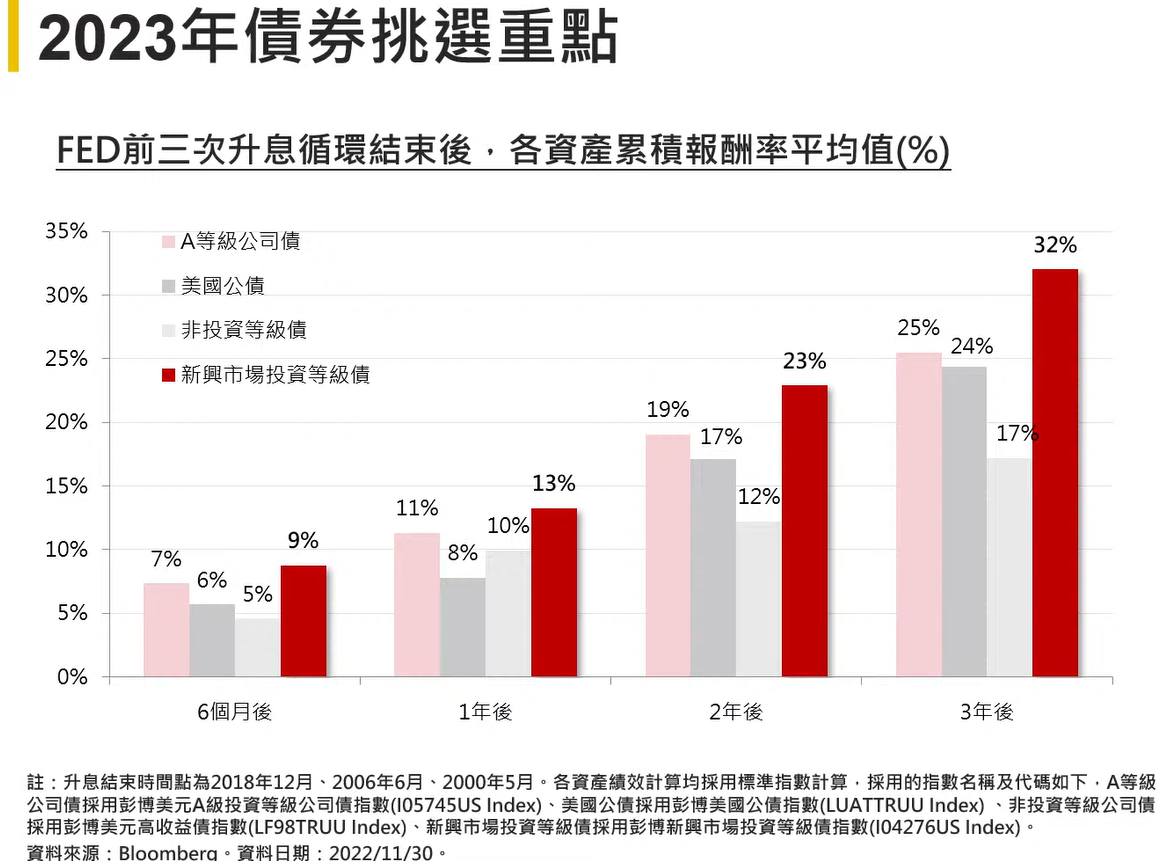 2023年債券挑選重點
FED前三次升息循環結束後，各資產累積報酬率平均值(%)
35%
30%
25%
20%
15%
10%
5%
0%
A等級公司債
美國公債
非投資等級債
新興市場投資等級債
7%
6%
5%
9%
11%
8%
10%
13%
19%
17%
12%
23%
25%
24%
17%
32%
6個月後
1年後
2年後
3年後
註：升息結束時間點為2018年12月、2006年6月、2000年5月。各資產績效計算均採用標準指數計算，採用的指數名稱及代碼如下，A等級
公司債採用彭博美元A級投資等級公司債指數(I05745US Index)、美國公債採用彭博美國公債指數(LUATTRUU Index) 、非投資等級公司債
採用彭博美元高收益債指數(LF98TRUU Index)、新興市場投資等級債採用彭博新興市場投資等級債指數(I04276US Index)。
資料來源：Bloomberg。資料日期：2022/11/30。